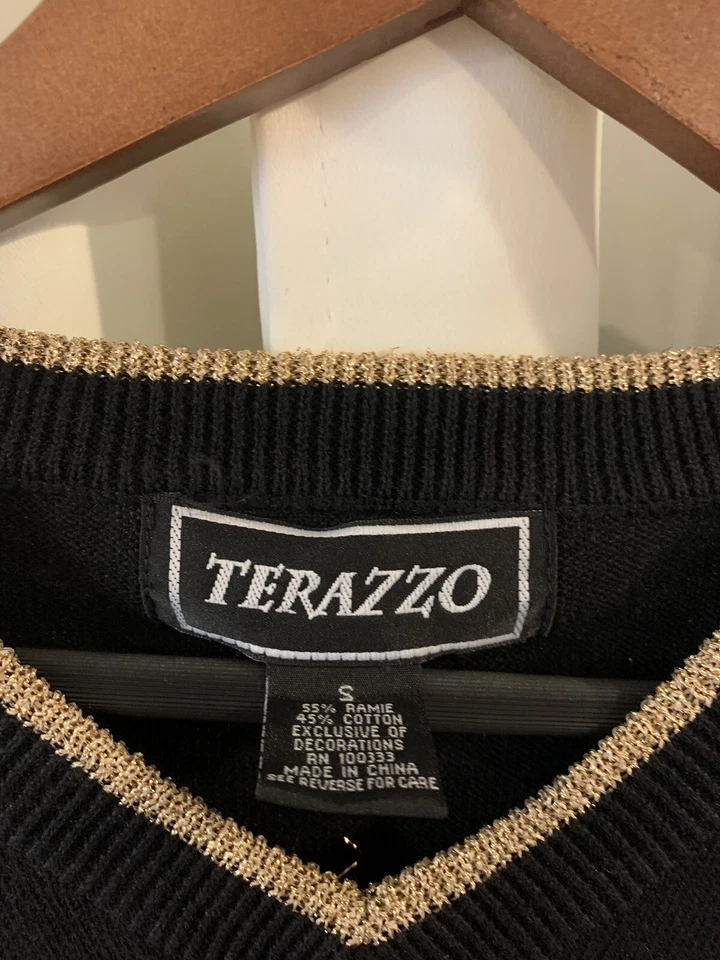 TERAZZO
S
55% RAMIE
45% COTTON
EXCLUSIVE OF
DECORATIONS
RN 100333
MADE IN CHINA
SEE REVERSE FOR CARE